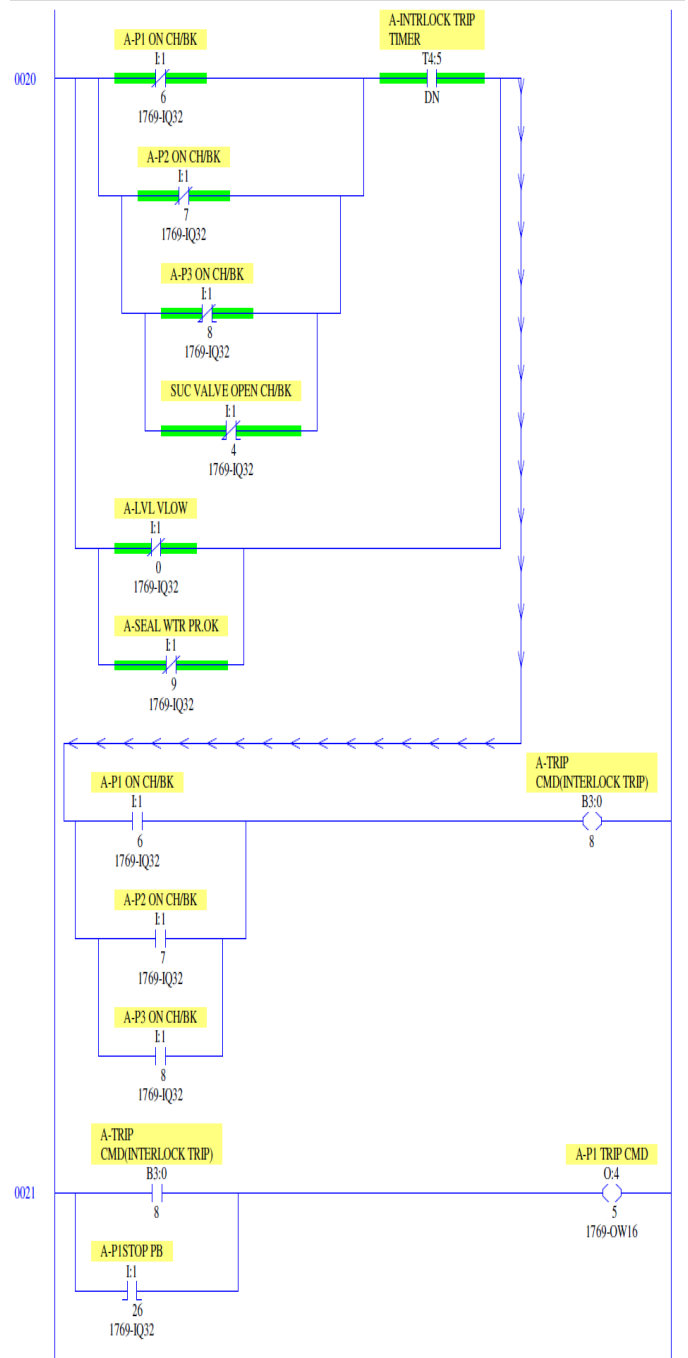 A-P1 ON CH/BK
I:1
6
1769-IQ32
A-INTRLOCK TRIP
TIMER
T4:5
DN
0020
A-P2 ON CH/BK
I:1
7
1769-IQ32
A-P3 ON CH/BK
I:1
8
1769-IQ32
SUC VALVE OPEN CH/BK
I:1
4
1769-IQ32
A-LVL VLOW
I:1
0
1769-IQ32
A-SEAL WTR PR.OK
I:1
9
1769-IQ32
A-P1 ON CH/BK
I:1
6
1769-IQ32
A-TRIP
CMD(INTERLOCK TRIP)
B3:0
8
A-P2 ON CH/BK
I:1
7
1769-IQ32
A-P3 ON CH/BK
I:1
8
1769-IQ32
A-TRIP
CMD(INTERLOCK TRIP)
B3:0
8
A-P1 TRIP CMD
O:4
5
1769-OW16
0021
A-P1STOP PB
I:1
26
1769-IQ32